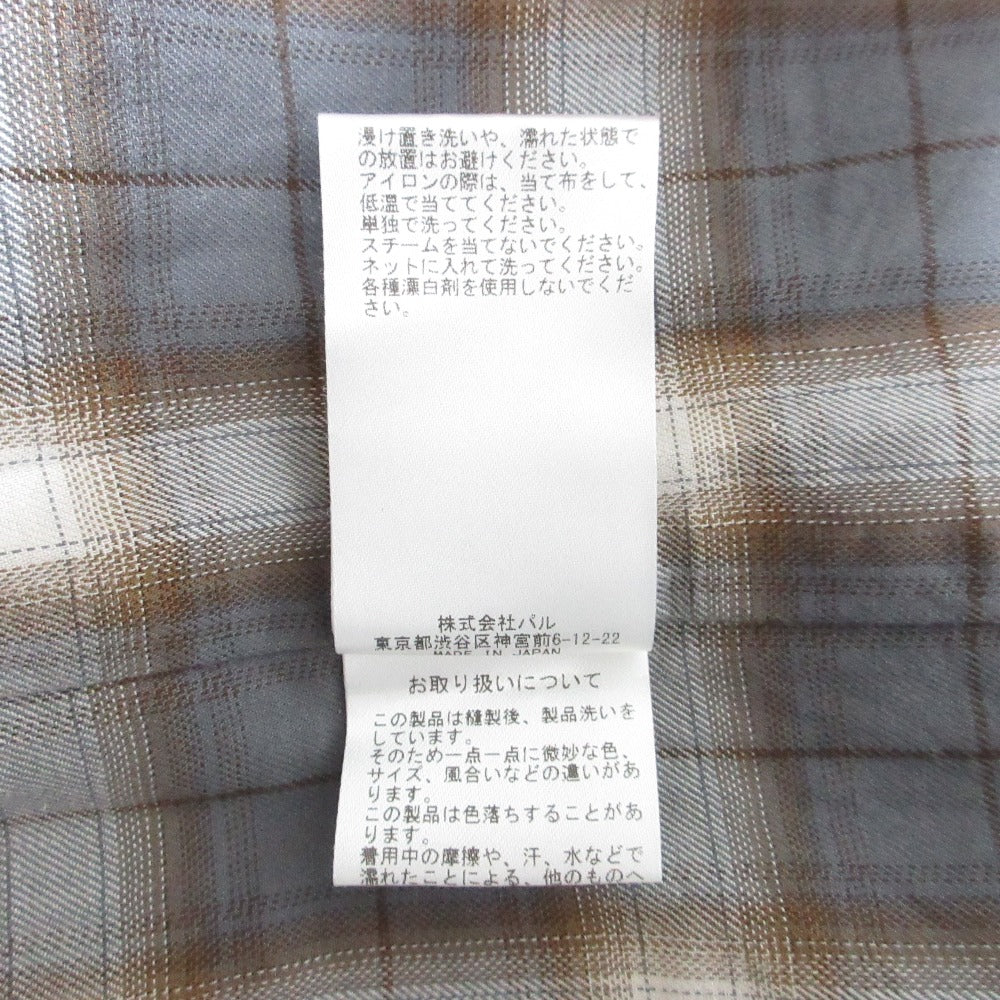 浸け置き洗いや、濡れた状態で
の放置はお避けください。
アイロンの際は、当て布をして、
低温で当ててください。
単独で洗ってください。
スチームを当てないでください。
ネットに入れて洗ってください。
各種漂白剤を使用しないでくだ
さい。
株式会社パル
東京都渋谷区神宮前6-12-22
MADE IN JAPAN
お取り扱いについて
この製品は縫製後、製品洗いを
しています。
そのため一点一点に微妙な色、
サイズ、風合いなどの違いがあ
ります。
この製品は色落ちすることがあ
ります。
着用中の摩擦や、汗、水などで
濡れたことによる、他のものへ